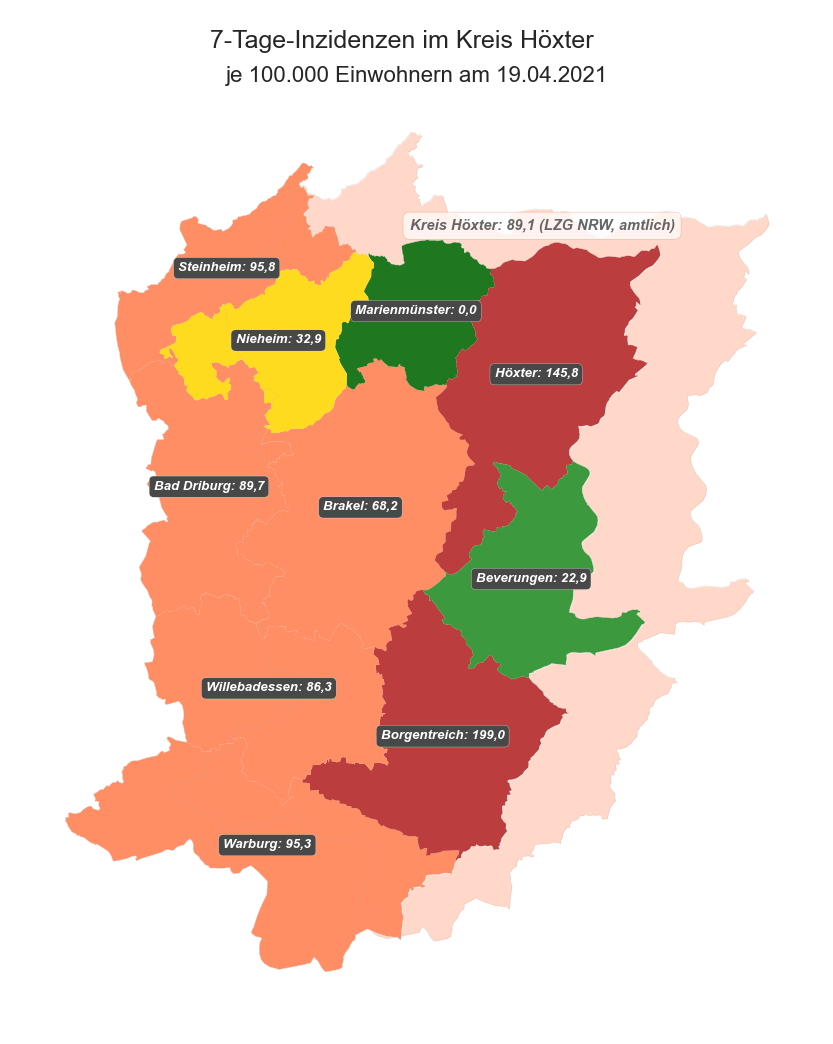 7-Tage-Inzidenzen im Kreis Höxter
je 100.000 Einwohnern am 19.04.2021
Kreis Höxter: 89,1 (LZG NRW, amtlich)
Steinheim: 95,8
Marienmünster: 0,0
Nieheim: 32,9
Höxter: 145,8
Bad Driburg: 89,7
Brakel: 68,2
Beverungen: 22,9
Willebadessen: 86,3
Borgentreich: 199,0
Warburg: 95,3